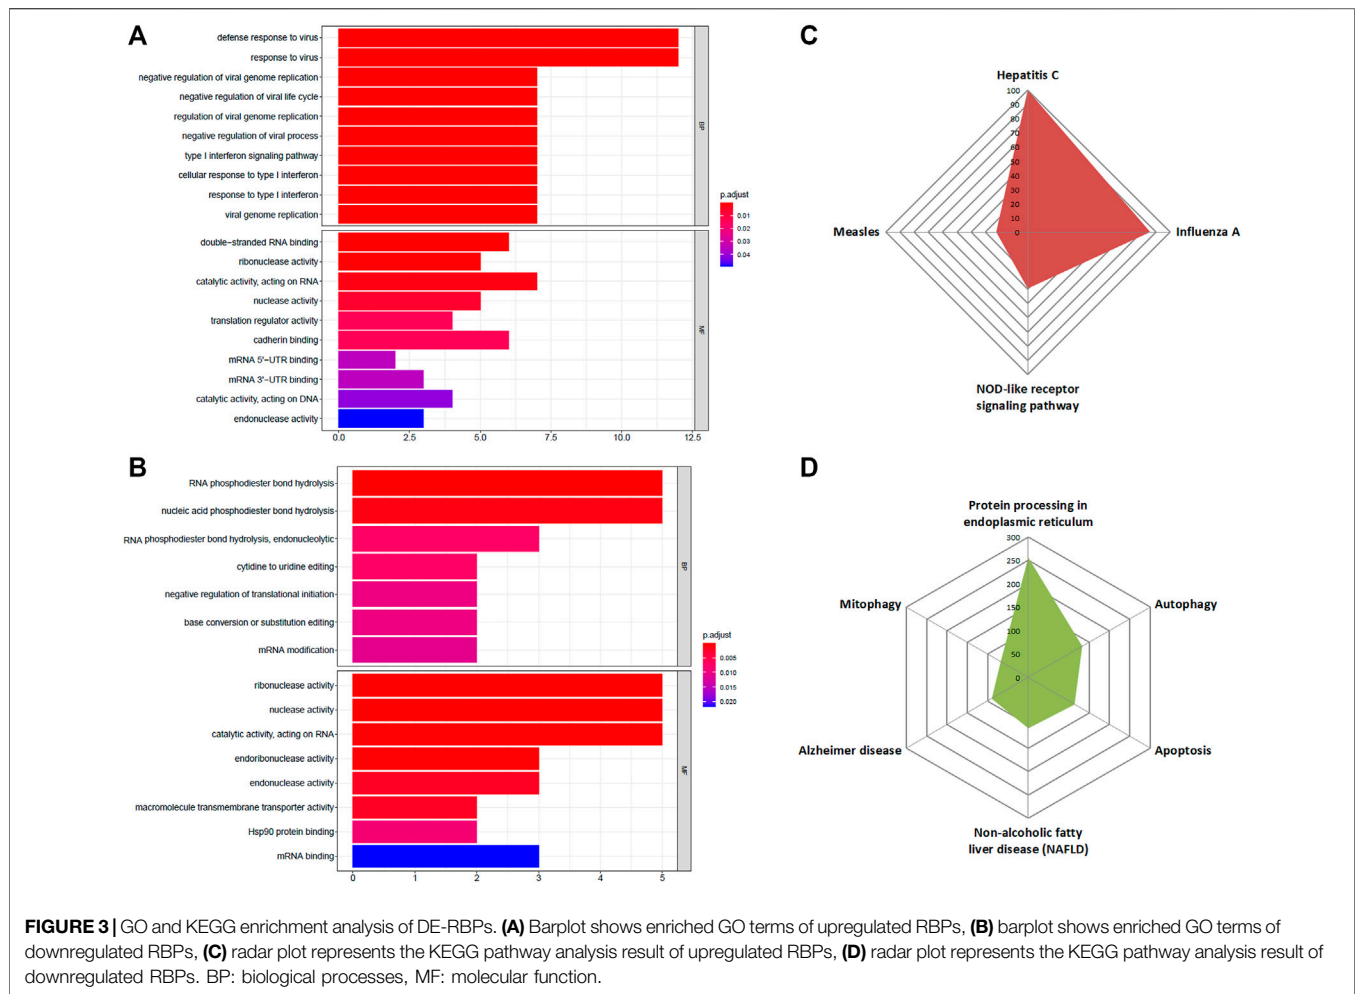 A
defense response to virus
response to virus
negative regulation of viral genome replication
negative regulation of viral life cycle
regulation of viral genome replication
negative regulation of viral process
type I interferon signaling pathway
cellular response to type I interferon
response to type I interferon
viral genome replication
BP
double−stranded RNA binding
ribonuclease activity
catalytic activity, acting on RNA
nuclease activity
translation regulator activity
cadherin binding
mRNA 5'−UTR binding
mRNA 3'−UTR binding
catalytic activity, acting on DNA
endonuclease activity
MF
0.0 2.5 5.0 7.5 10.0 12.5
p.adjust
0.01
0.02
0.03
0.04
C
Hepatitis C
100
90
80
70
60
50
40
30
20
10
0
Measles
Influenza A
NOD-like receptor
signaling pathway
B
RNA phosphodiester bond hydrolysis
nucleic acid phosphodiester bond hydrolysis
RNA phosphodiester bond hydrolysis, endonucleolytic
cytidine to uridine editing
negative regulation of translational initiation
base conversion or substitution editing
mRNA modification
BP
ribonuclease activity
nuclease activity
catalytic activity, acting on RNA
endoribonuclease activity
endonuclease activity
macromolecule transmembrane transporter activity
Hsp90 protein binding
mRNA binding
MF
0 1 2 3 4 5
p.adjust
0.005
0.010
0.015
0.020
D
Protein processing in
endoplasmic reticulum
300
250
200
150
100
50
0
Mitophagy
Autophagy
Alzheimer disease
Apoptosis
Non-alcoholic fatty
liver disease (NAFLD)
FIGURE 3 | GO and KEGG enrichment analysis of DE-RBPs. (A) Barplot shows enriched GO terms of upregulated RBPs, (B) barplot shows enriched GO terms of
downregulated RBPs, (C) radar plot represents the KEGG pathway analysis result of upregulated RBPs, (D) radar plot represents the KEGG pathway analysis result of
downregulated RBPs. BP: biological processes, MF: molecular function.